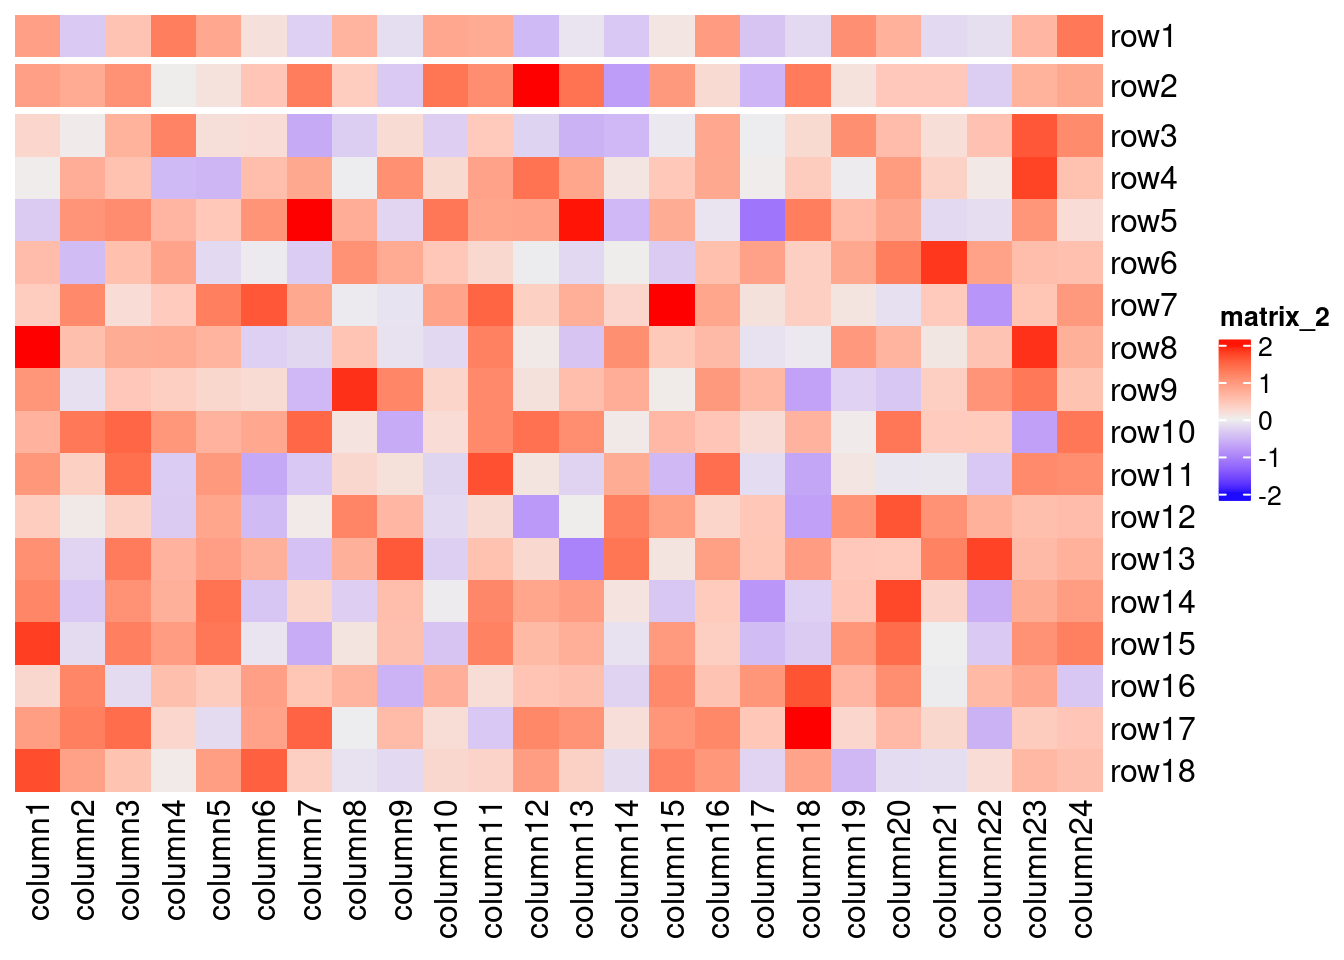 row1
row2
row3
row4
row5
row6
row7
row8
row9
row10
row11
row12
row13
row14
row15
row16
row17
row18
column1
column2
column3
column4
column5
column6
column7
column8
column9
column10
column11
column12
column13
column14
column15
column16
column17
column18
column19
column20
column21
column22
column23
column24
matrix_2
2
1
0
-1
-2